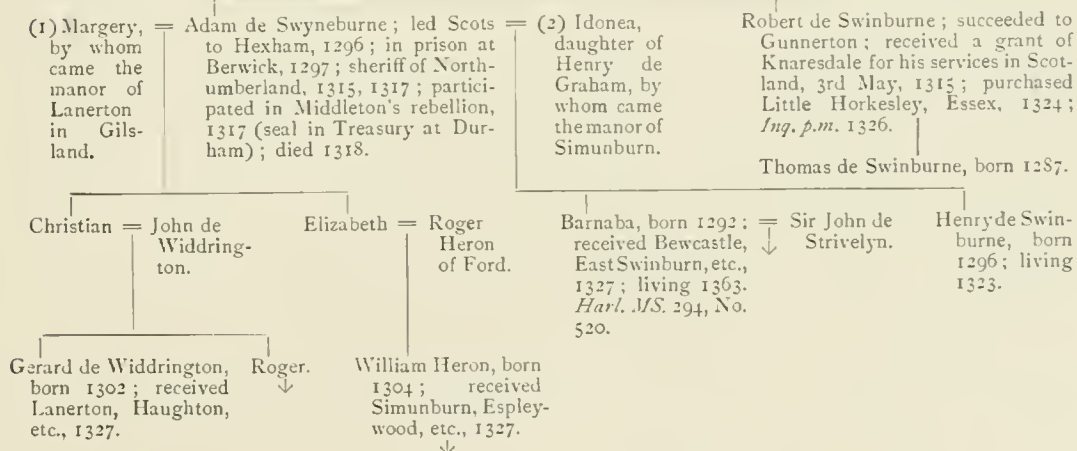 (1) Margery,
by whom
came the
manor of
Lanerton
in Gils-
land.
=
Adam de Swyneburne ; led Scots
to Hexham, 1296 ; in prison at
Berwick, 1297 ; sheriff of North-
umberland, 1315, 1317 ; partici-
pated in Middleton's rebellion,
1317 (seal in Treasury at Dur-
ham) ; died 1318.
=
(2) Idonea,
daughter of
Henry de
Graham, by
whom came
the manor of
Simunburn.
Robert de Swinburne ; succeeded to
Gunnerton ; received a grant of
Knaresdale for his services in Scot-
land, 3rd May, 1315 ; purchased
Little Horkesley, Essex, 1324 ;
Inq. p.m. 1326.
Thomas de Swinburne, born 1287.
Christian =
John de
Widdring-
ton.
Elizabeth =
Roger
Heron
of Ford.
Barnaba, born 1292 ;
received Bewcastle,
East Swinburn, etc.,
1327 ; living 1363.
Harl. MS. 294, No.
520.
=
Sir John de
Strivelyn.
Henry de Swin-
burne, born
1296 ; living
1323.
Gerard de Widdrington,
born 1302 ; received
Lanerton, Haughton,
etc., 1327.
Roger.
William Heron, born
1304 ; received
Simunburn, Espley-
wood, etc., 1327.